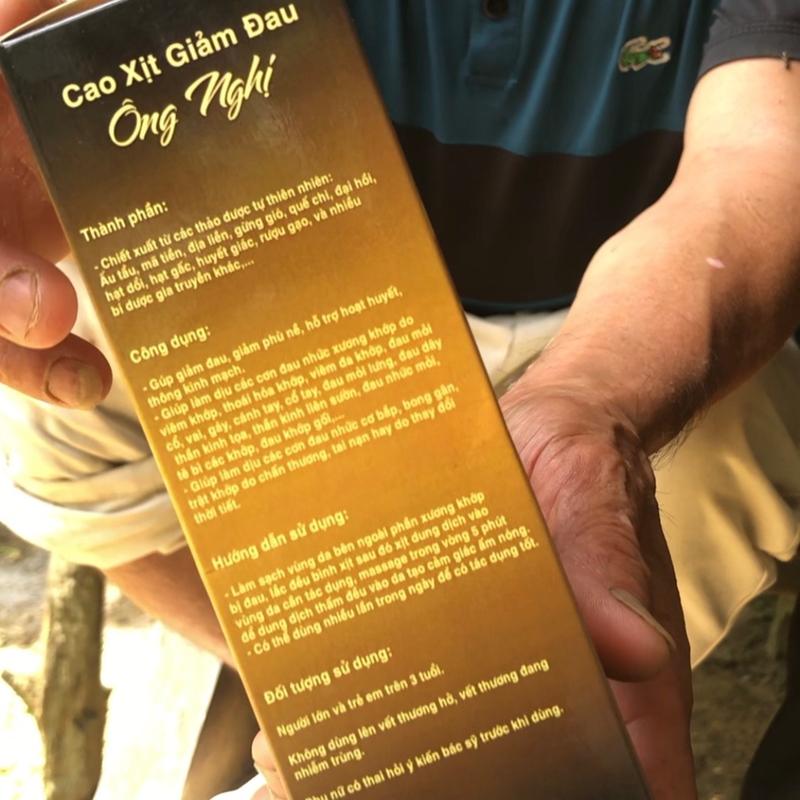 Cao Xịt Giảm Đau
Ông Nghị
Thành phần:
- Chiết xuất từ các thảo dược tự thiên nhiên:
Ấu tẩu, mã tiền, địa liền, gừng gió, quế chi, đại hồi,
hạt dổi, hạt gấc, huyết giác, rượu gạo, và nhiều
bí dược gia truyền khác,...
Công dụng:
- Gúp giảm đau, giảm phù nề, hỗ trợ hoạt huyết,
thông kinh mạch.
- Giúp làm dịu các cơn đau nhức xương khớp do
viêm khớp, thoái hóa khớp, viêm đa khớp, đau mỏi
cổ, vai, gáy, cánh tay, cổ tay, đau mỏi lưng, đau dây
thần kinh tọa, thần kinh liên sườn, đau nhức mỏi,
tê bì các khớp, đau khớp gối,...
- Giúp làm dịu các cơn đau nhức cơ bắp, bong gân,
trật khớp do chấn thương, tai nạn hay do thay đổi
thời tiết.
Hướng dẫn sử dụng:
- Làm sạch vùng da bên ngoài phần xương khớp
bị đau, lắc đều bình xịt sau đó xịt dung dịch vào
vùng da cần tác dụng, massage trong vòng 5 phút
để dung dịch thấm đều vào da tạo cảm giác ấm nóng.
- Có thể dùng nhiều lần trong ngày để có tác dụng tốt.
Đối tượng sử dụng:
Người lớn và trẻ em trên 3 tuổi.
Không dùng lên vết thương hở, vết thương đang
nhiễm trùng.
Phụ nữ có thai hỏi ý kiến bác sỹ trước khi dùng.